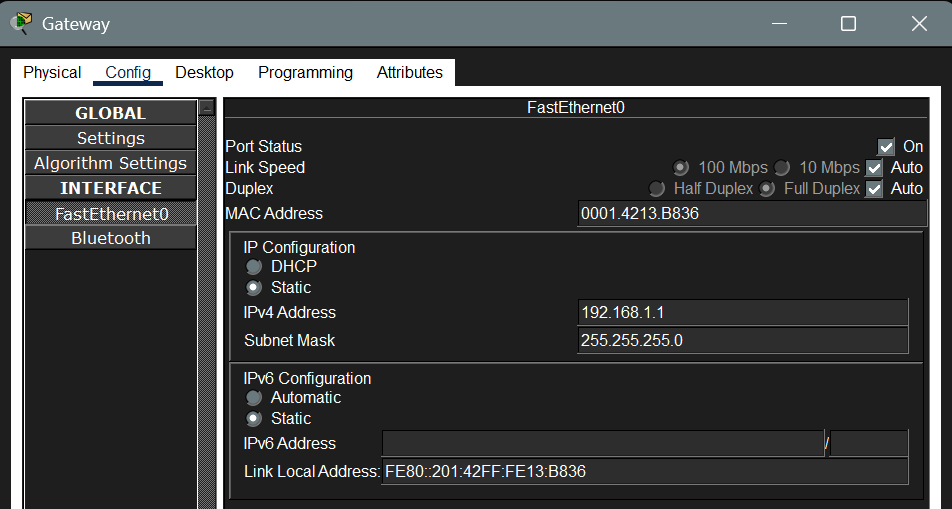 Gateway
Physical Config Desktop Programming Attributes
GLOBAL
Settings
Algorithm Settings
INTERFACE
FastEthernet0
Bluetooth
FastEthernet0
Port Status On
Link Speed 100 Mbps 10 Mbps Auto
Duplex Half Duplex Full Duplex Auto
MAC Address 0001.4213.B836
IP Configuration
DHCP
Static
IPv4 Address 192.168.1.1
Subnet Mask 255.255.255.0
IPv6 Configuration
Automatic
Static
IPv6 Address /
Link Local Address: FE80::201:42FF:FE13:B836